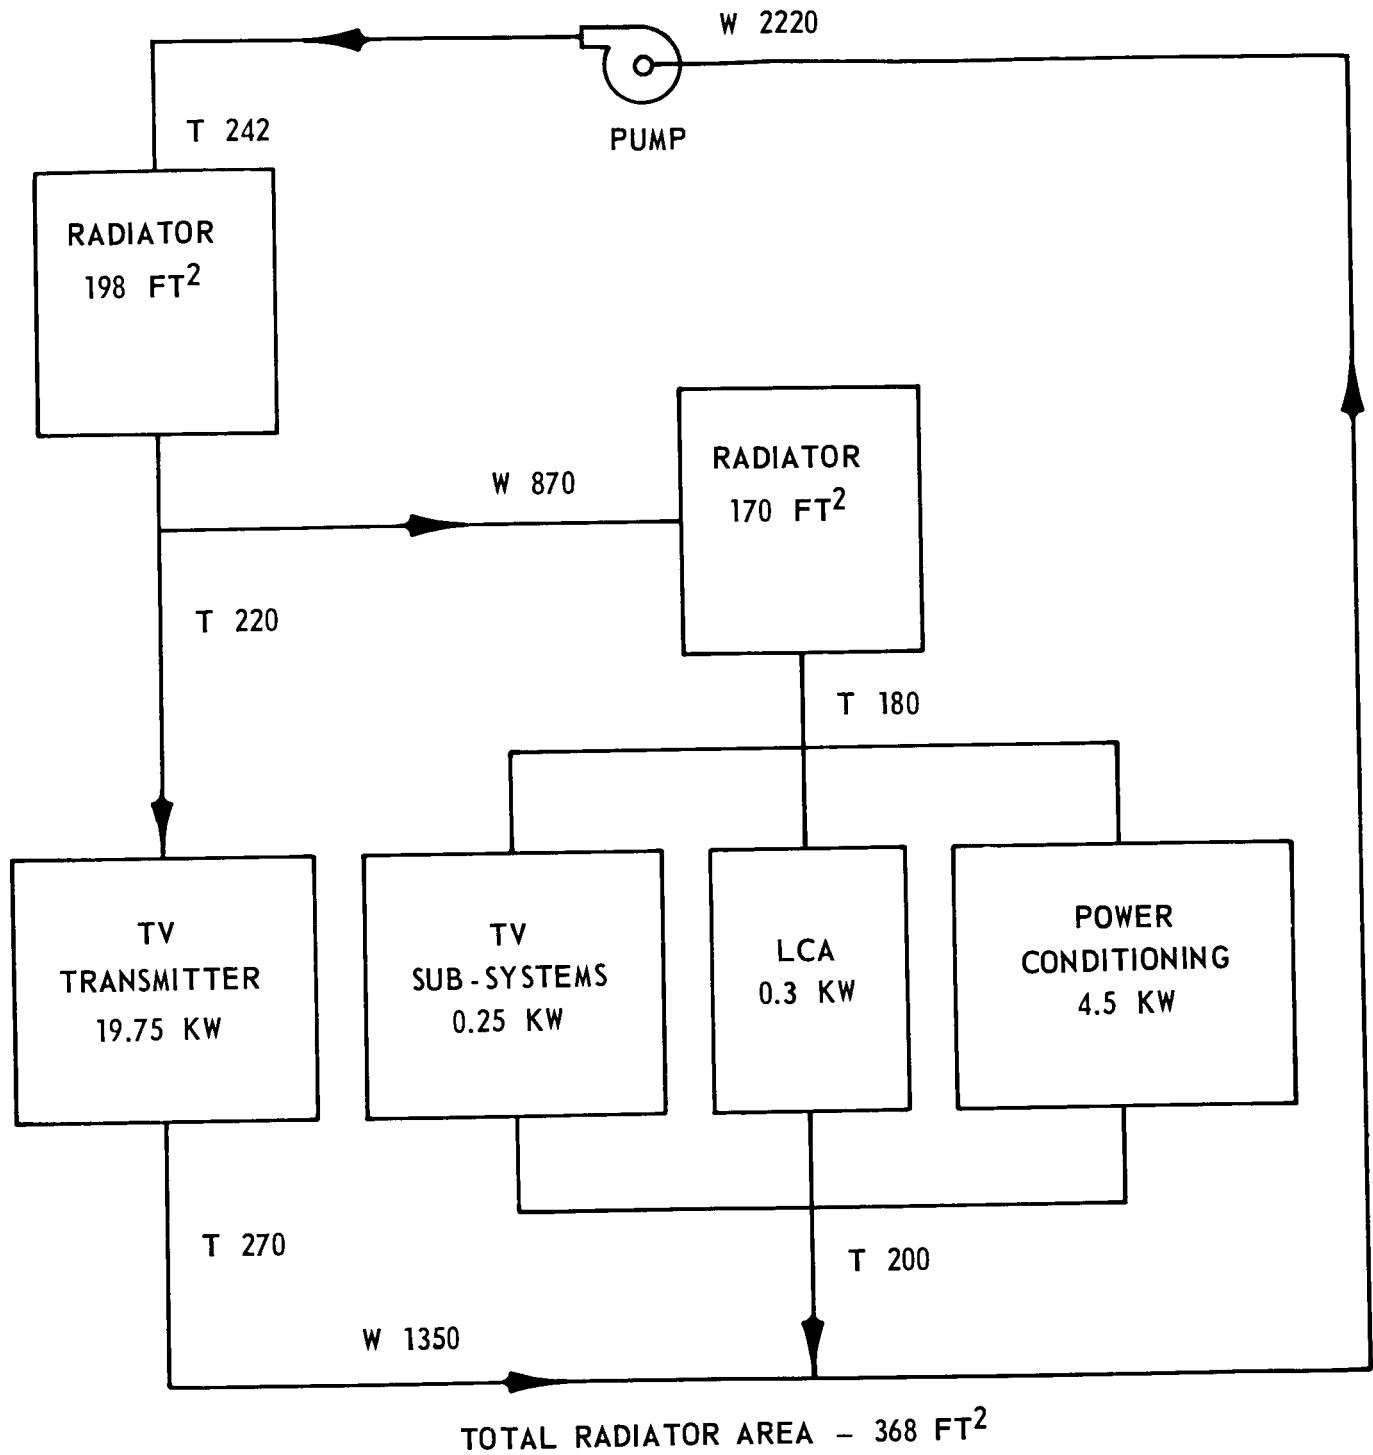 W 2220
T 242
PUMP
RADIATOR
198 FT²
RADIATOR
170 FT²
W 870
T 220
T 180
TV
TRANSMITTER
19.75 KW
TV
SUB-SYSTEMS
0.25 KW
LCA
0.3 KW
POWER
CONDITIONING
4.5 KW
T 270
T 200
W 1350
TOTAL RADIATOR AREA – 368 FT²